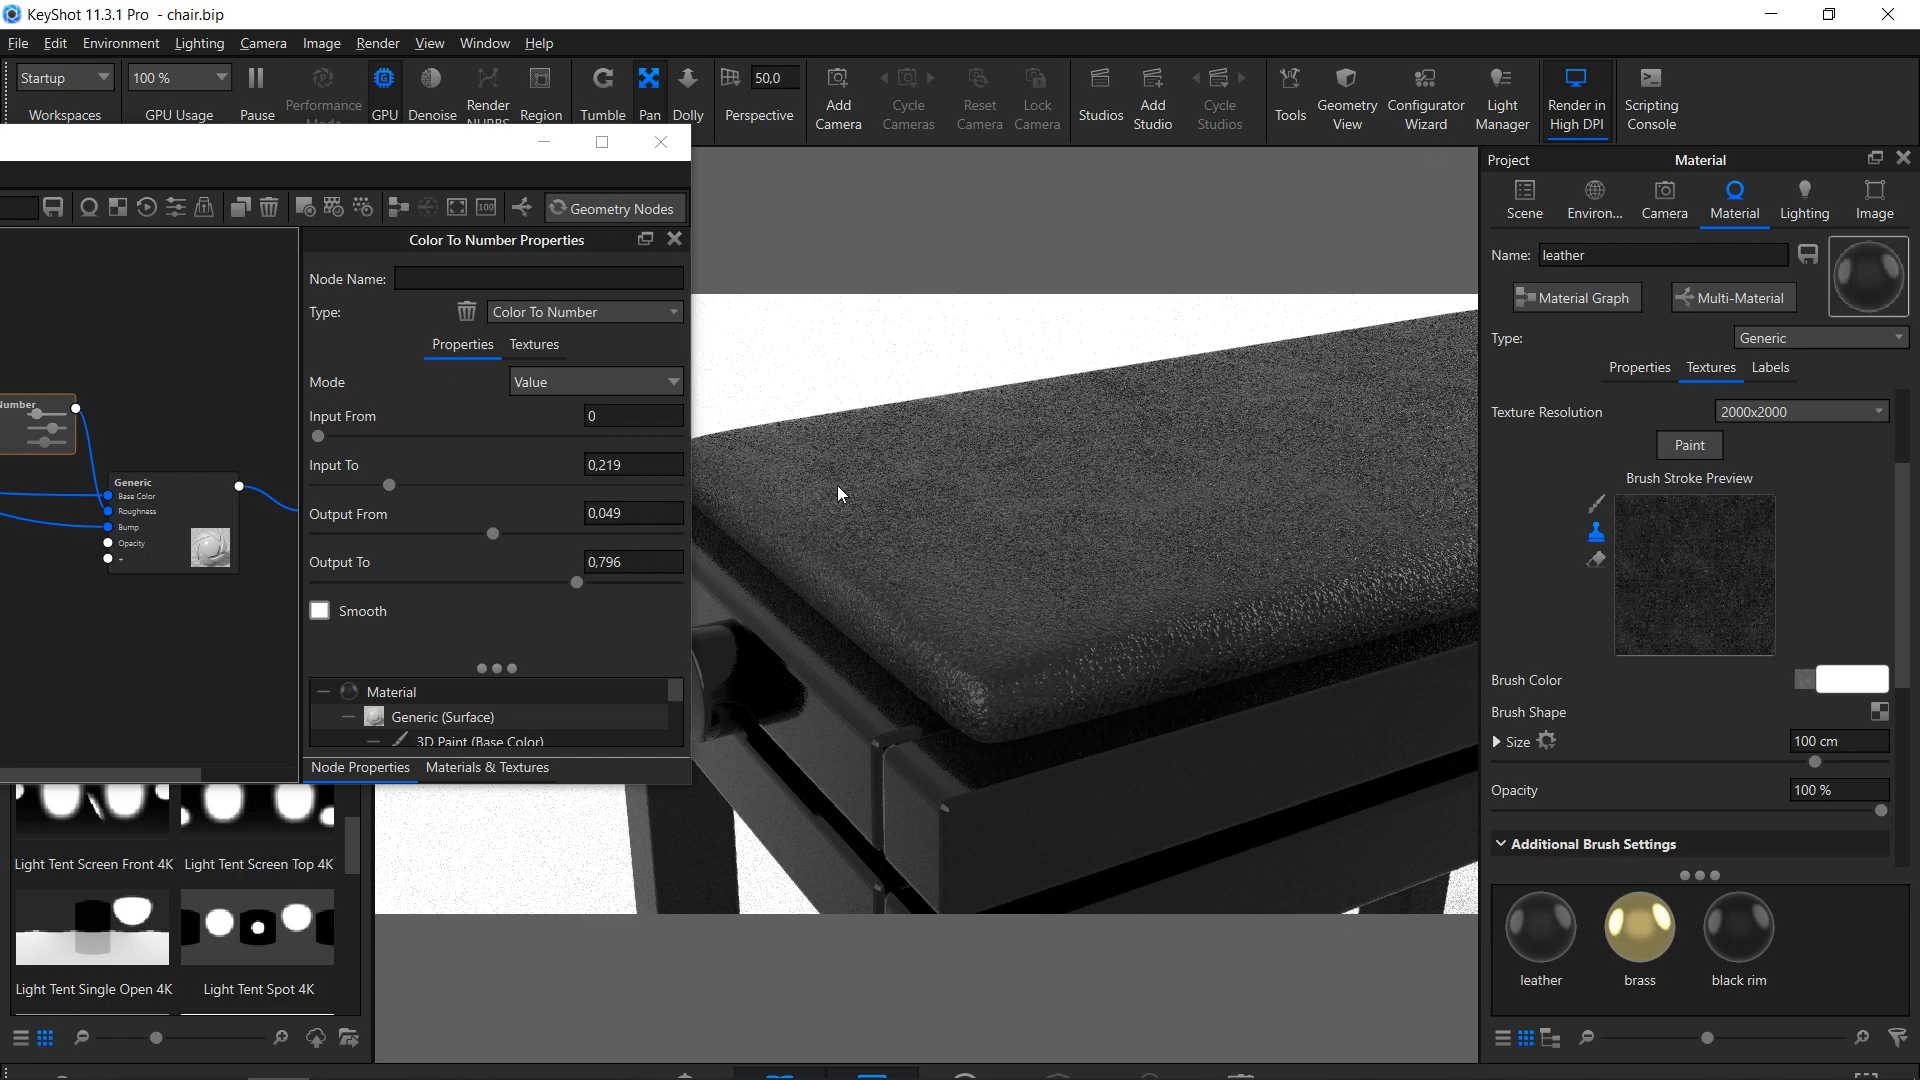 KeyShot 11.3.1 Pro - chair.bip
File Edit Environment Lighting Camera Image Render View Window Help
Startup 100 % 50,0
Workspaces GPU Usage Pause Performance Mode GPU Denoise Render NURBS Region Tumble Pan Dolly Perspective Add Camera Cycle Cameras Reset Camera Lock Camera Studios Add Studio Cycle Studios Tools Geometry View Configurator Wizard Light Manager Render in High DPI Scripting Console
100 Geometry Nodes
Color To Number Properties
Node Name:
Type: Color To Number
Properties Textures
Mode Value
Input From 0
Input To 0,219
Output From 0,049
Output To 0,796
Smooth
Material
Generic (Surface)
3D Paint (Base Color)
Node Properties Materials & Textures
Number
Generic
Base Color
Roughness
Bump
Opacity
+
Light Tent Screen Front 4K Light Tent Screen Top 4K
Light Tent Single Open 4K Light Tent Spot 4K
Project Material
Scene Environ... Camera Material Lighting Image
Name: leather
Material Graph Multi-Material
Type: Generic
Properties Textures Labels
Texture Resolution 2000x2000
Paint
Brush Stroke Preview
Brush Color
Brush Shape
Size 100 cm
Opacity 100 %
Additional Brush Settings
leather brass black rim